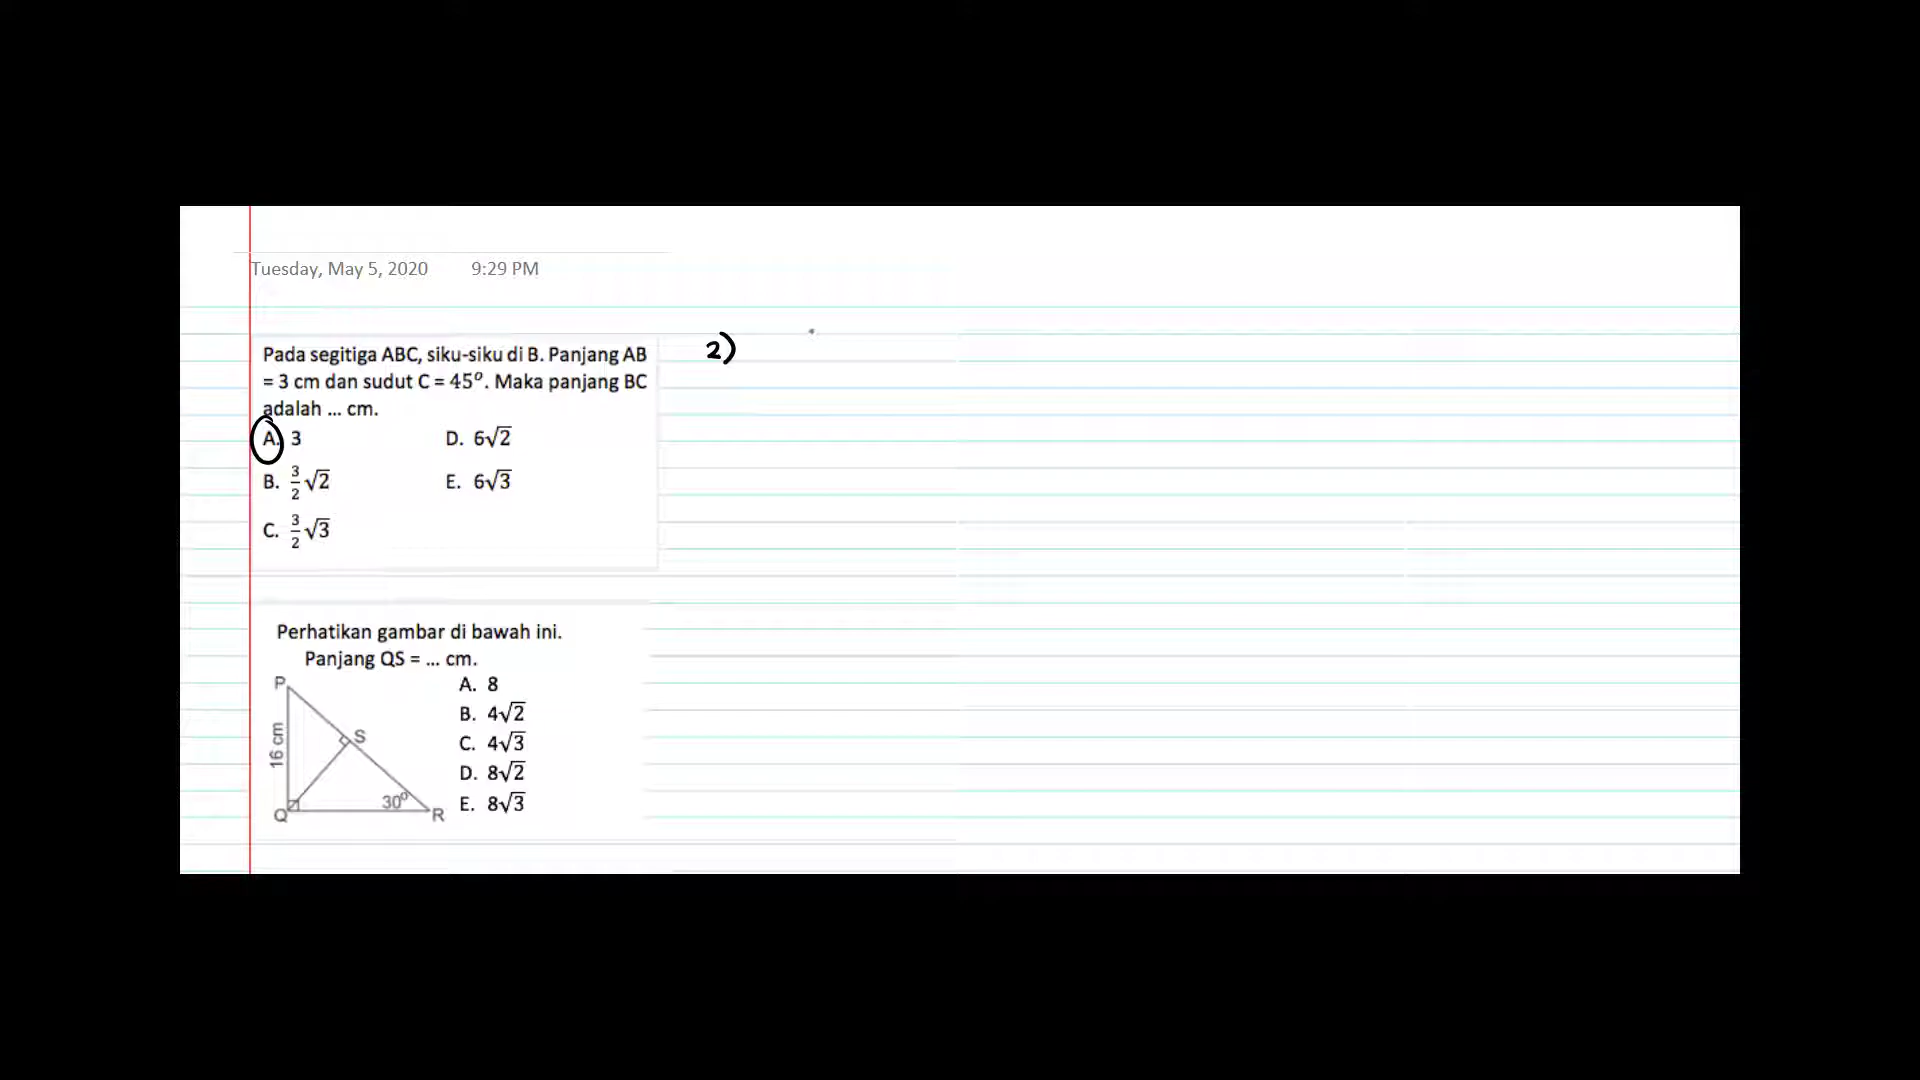 Tuesday, May 5, 2020 9:29 PM
Pada segitiga ABC, siku-siku di B. Panjang AB
= 3 cm dan sudut C = 45°. Maka panjang BC
adalah ... cm.
A. 3 D. 6√2
B. 3/2 √2 E. 6√3
C. 3/2 √3
2)
Perhatikan gambar di bawah ini.
Panjang QS = ... cm.
A. 8
B. 4√2
C. 4√3
D. 8√2
E. 8√3
P
16 cm
S
30°
Q
R